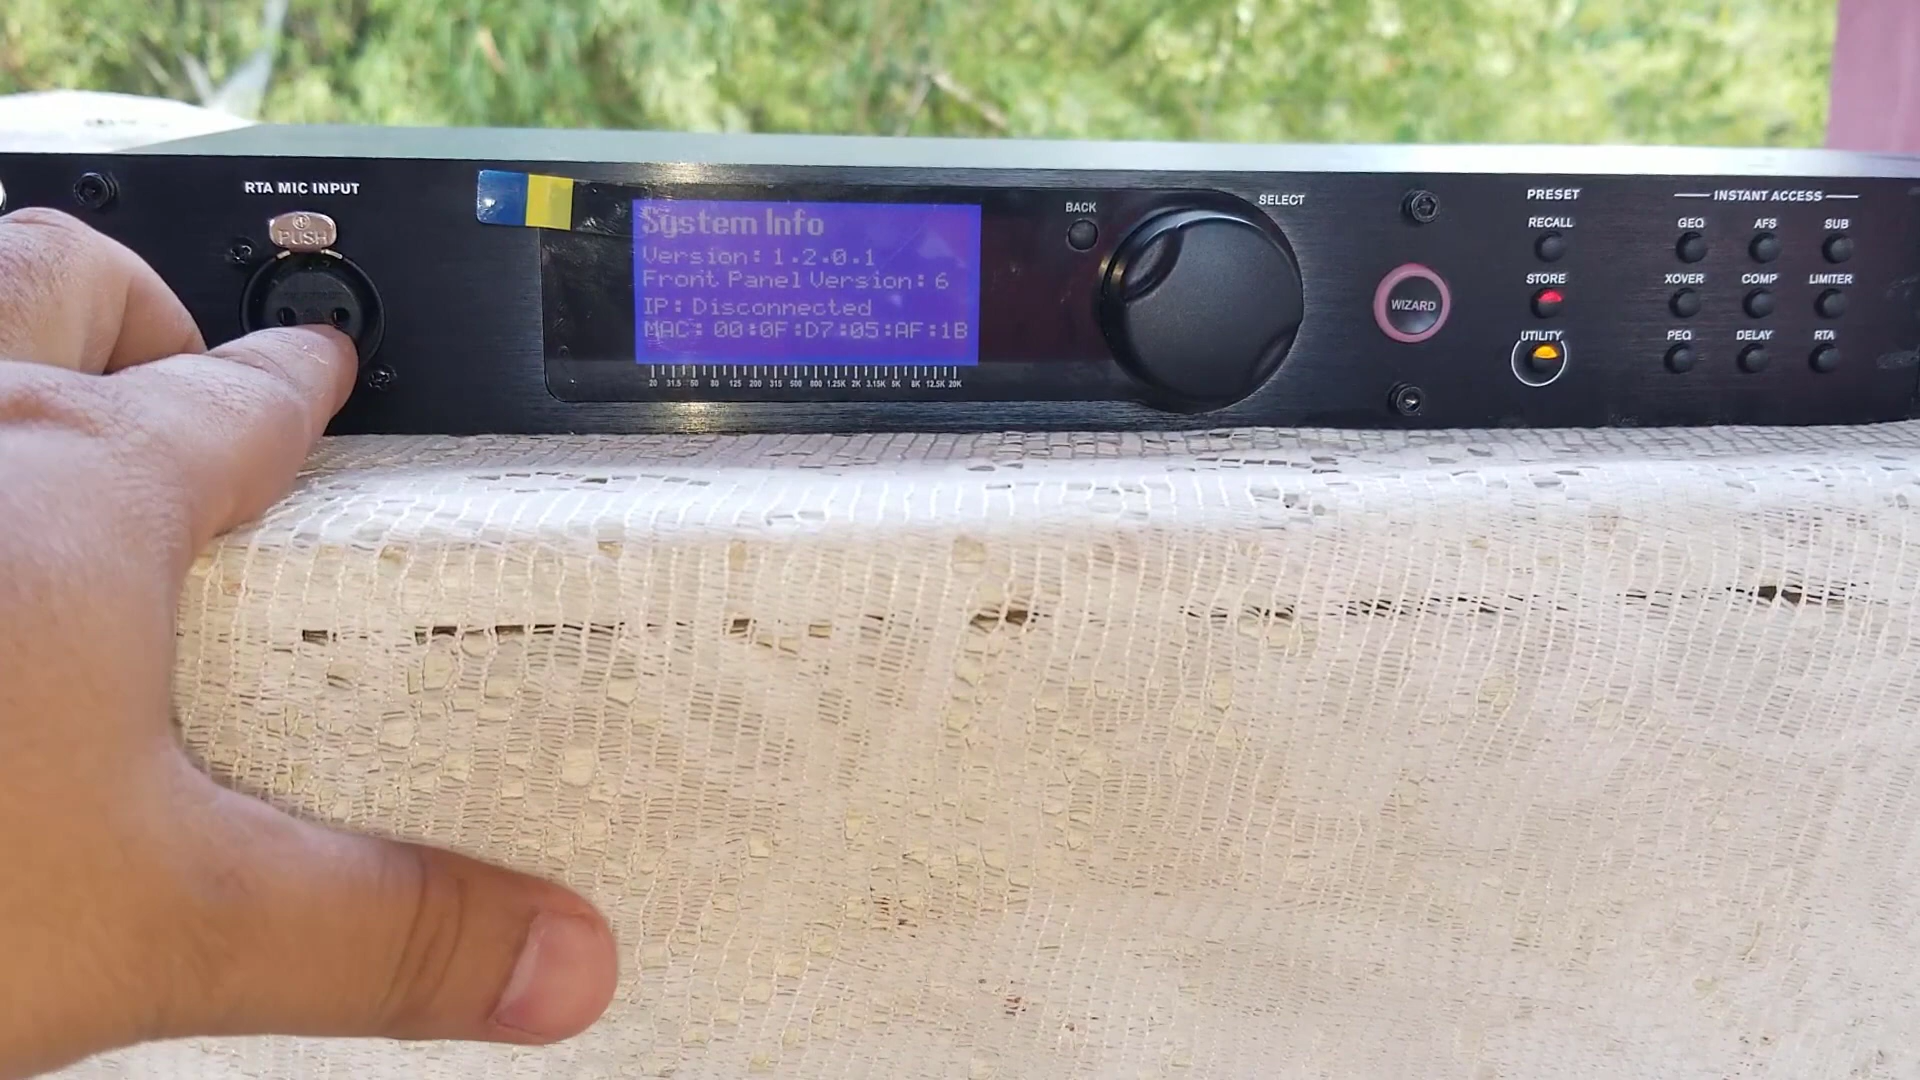 RTA MIC INPUT
PUSH
System Info
Version: 1.2.0.1
Front Panel Version: 6
IP: Disconnected
MAC: 00:0F:D7:05:AF:1B
20 31.5 50 80 125 200 315 500 800 1.25K 2K 3.15K 5K 8K 12.5K 20K
BACK
SELECT
WIZARD
PRESET
RECALL
STORE
UTILITY
INSTANT ACCESS
GEQ AFS SUB
XOVER COMP LIMITER
PEQ DELAY RTA